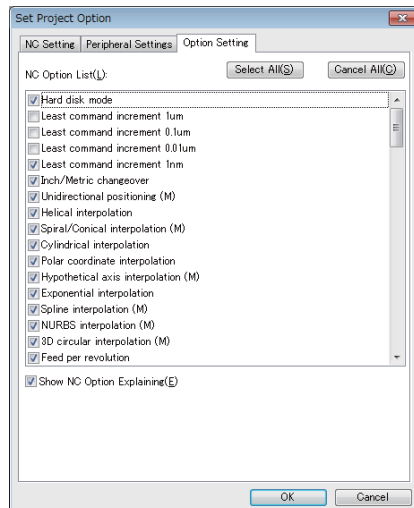 Set Project Option
NC Setting Peripheral Settings Option Setting
NC Option List(L): Select All(S) Cancel All(C)
Hard disk mode
Least command increment 1um
Least command increment 0.1um
Least command increment 0.01um
Least command increment 1nm
Inch/Metric changeover
Unidirectional positioning (M)
Helical interpolation
Spiral/Conical interpolation (M)
Cylindrical interpolation
Polar coordinate interpolation
Hypothetical axis interpolation (M)
Exponential interpolation
Spline interpolation (M)
NURBS interpolation (M)
3D circular interpolation (M)
Feed per revolution
Show NC Option Explaining(E)
OK Cancel